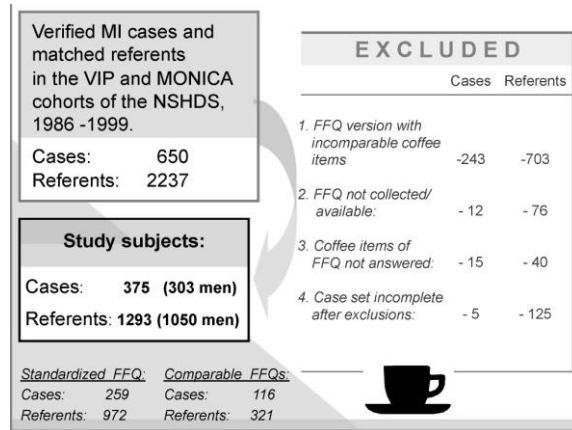 Verified MI cases and
matched referents
in the VIP and MONICA
cohorts of the NSHDS,
1986 -1999.
Cases: 650
Referents: 2237
Study subjects:
Cases: 375 (303 men)
Referents: 1293 (1050 men)
Standardized FFQ: Comparable FFQs:
Cases: 259 Cases: 116
Referents: 972 Referents: 321
EXCLUDED
Cases Referents
1. FFQ version with
incomparable coffee
items -243 -703
2. FFQ not collected/
available: - 12 - 76
3. Coffee items of
FFQ not answered: - 15 - 40
4. Case set incomplete
after exclusions: - 5 - 125